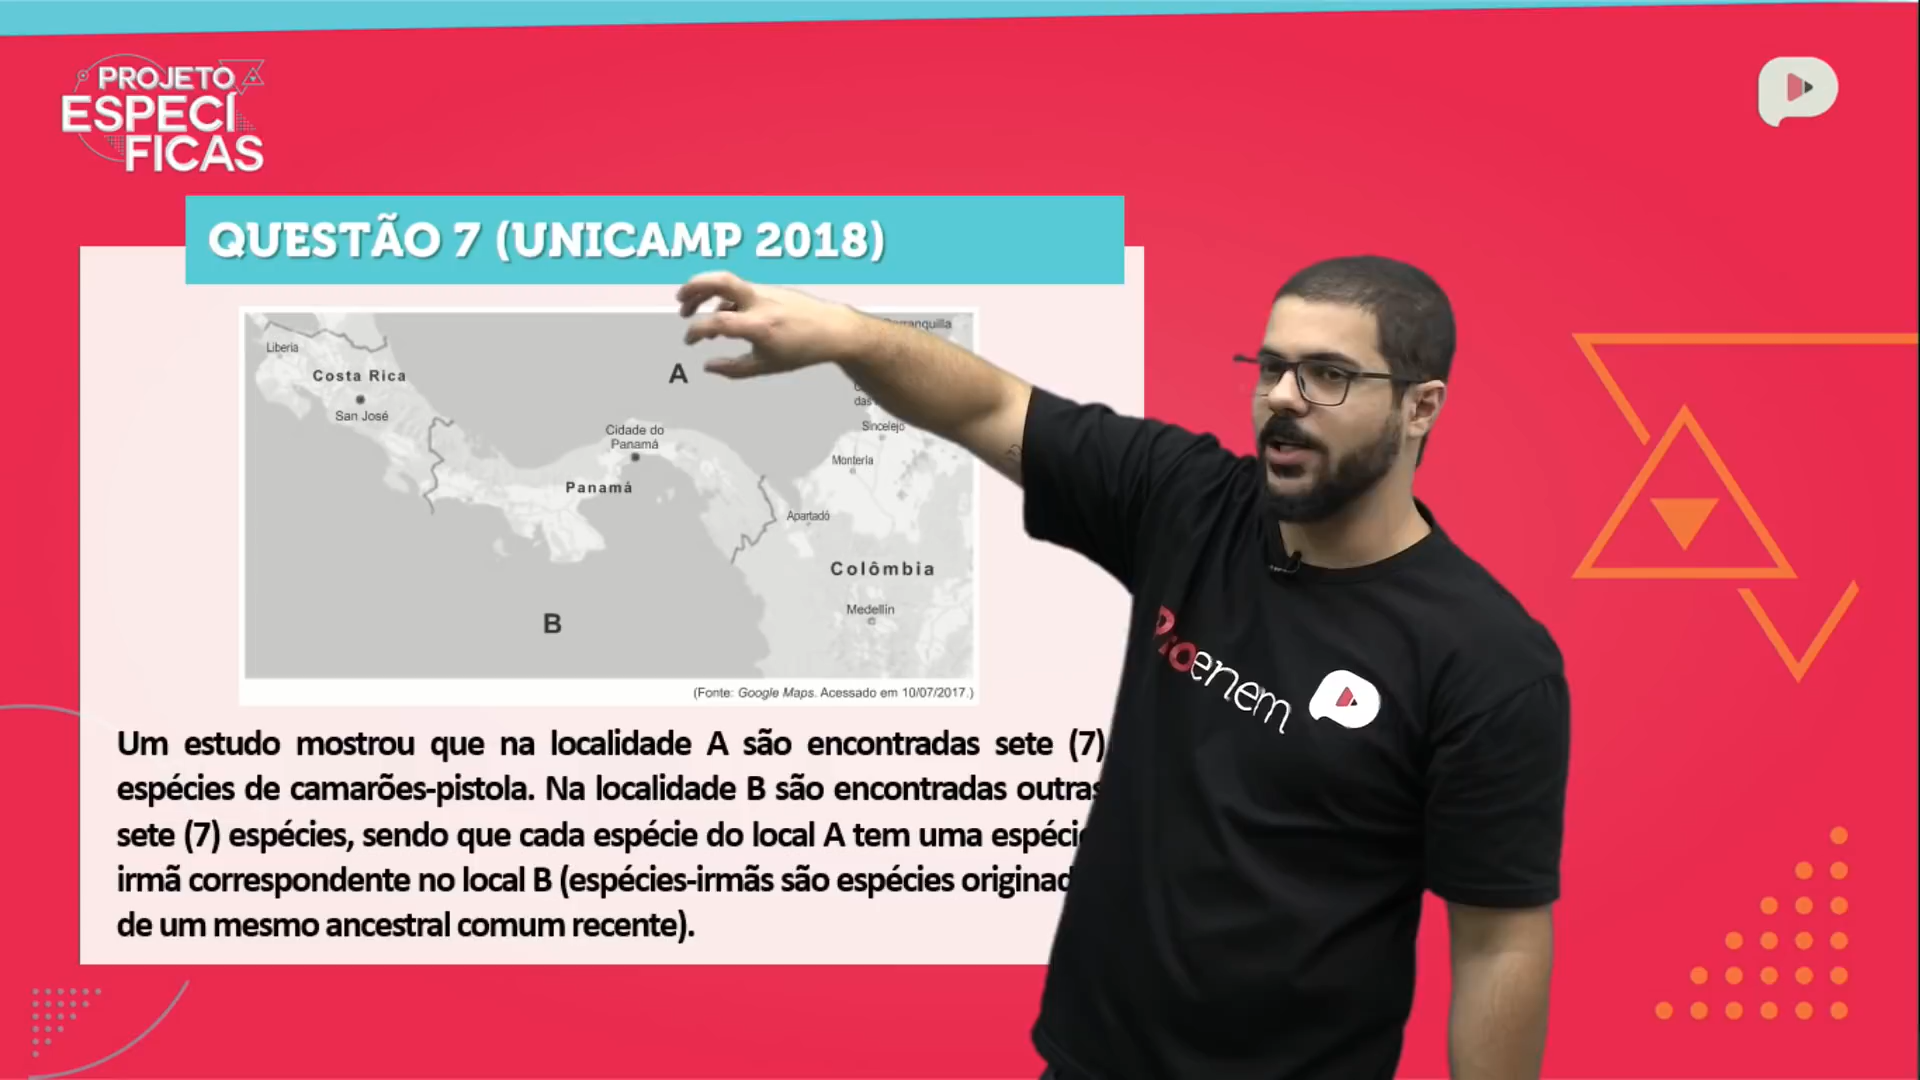 PROJETO
ESPECÍ
FICAS
QUESTÃO 7 (UNICAMP 2018)
Liberia
Costa Rica
San José
A
Cidade do
Panamá
Panamá
das
Sincelejo
Montería
Apartadó
Colômbia
Medellín
B
(Fonte: Google Maps. Acessado em 10/07/2017.)
Um estudo mostrou que na localidade A são encontradas sete (7)
espécies de camarões-pistola. Na localidade B são encontradas outras
sete (7) espécies, sendo que cada espécie do local A tem uma espécie
irmã correspondente no local B (espécies-irmãs são espécies originad
de um mesmo ancestral comum recente).
Proenem